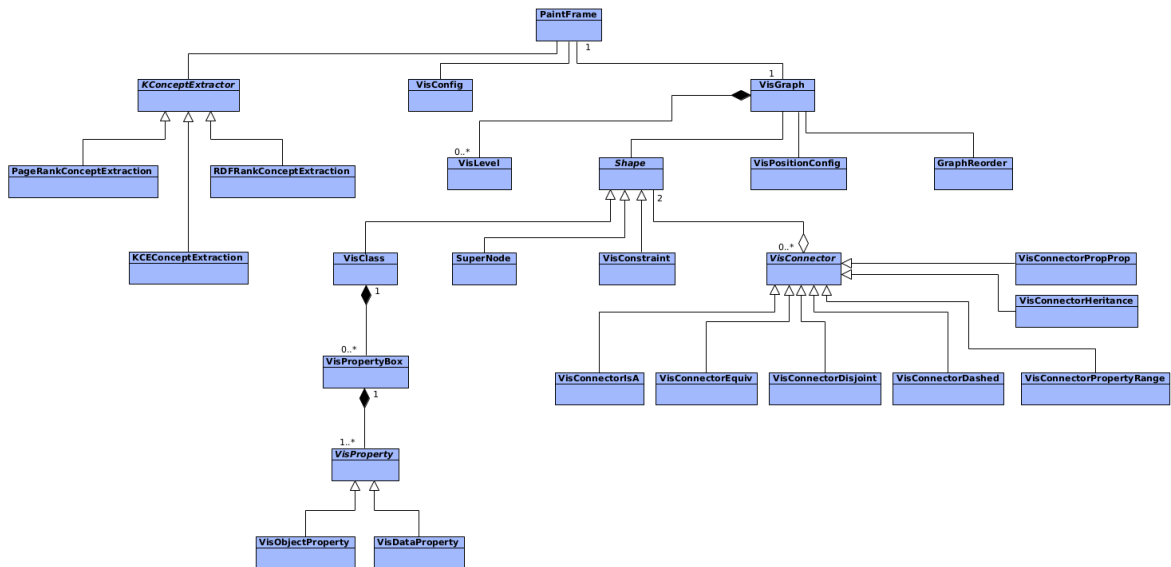 PaintFrame
1
1
KConceptExtractor
VisConfig
VisGraph
0..*
PageRankConceptExtraction
RDFRankConceptExtraction
VisLevel
Shape
VisPositionConfig
GraphReorder
2
0..*
KCEConceptExtraction
VisClass
SuperNode
VisConstraint
VisConnector
VisConnectorPropProp
1
VisConnectorHeritance
0..*
VisPropertyBox
VisConnectorIsA
VisConnectorEquiv
VisConnectorDisjoint
VisConnectorDashed
VisConnectorPropertyRange
1
1..*
VisProperty
VisObjectProperty
VisDataProperty